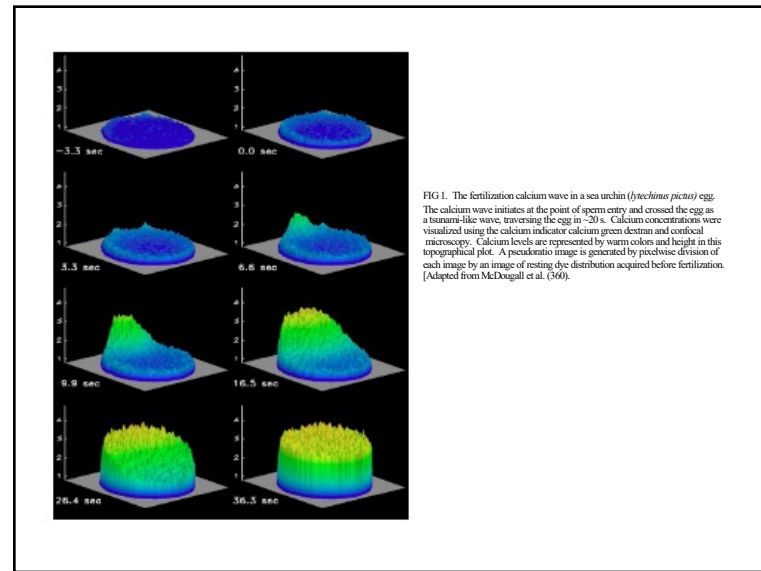 4
3
2
1
-3.3 sec
4
3
2
1
0.0 sec
4
3
2
1
3.3 sec
4
3
2
1
6.6 sec
4
3
2
1
9.9 sec
4
3
2
1
16.5 sec
4
3
2
1
26.4 sec
4
3
2
1
36.3 sec
FIG 1. The fertilization calcium wave in a sea urchin (lytechinus pictus) egg.
The calcium wave initiates at the point of sperm entry and crossed the egg as
a tsunami-like wave, traversing the egg in ~20 s. Calcium concentrations were
visualized using the calcium indicator calcium green dextran and confocal
microscopy. Calcium levels are represented by warm colors and height in this
topographical plot. A pseudoratio image is generated by pixelwise division of
each image by an image of resting dye distribution acquired before fertilization.
[Adapted from McDougall et al. (360).